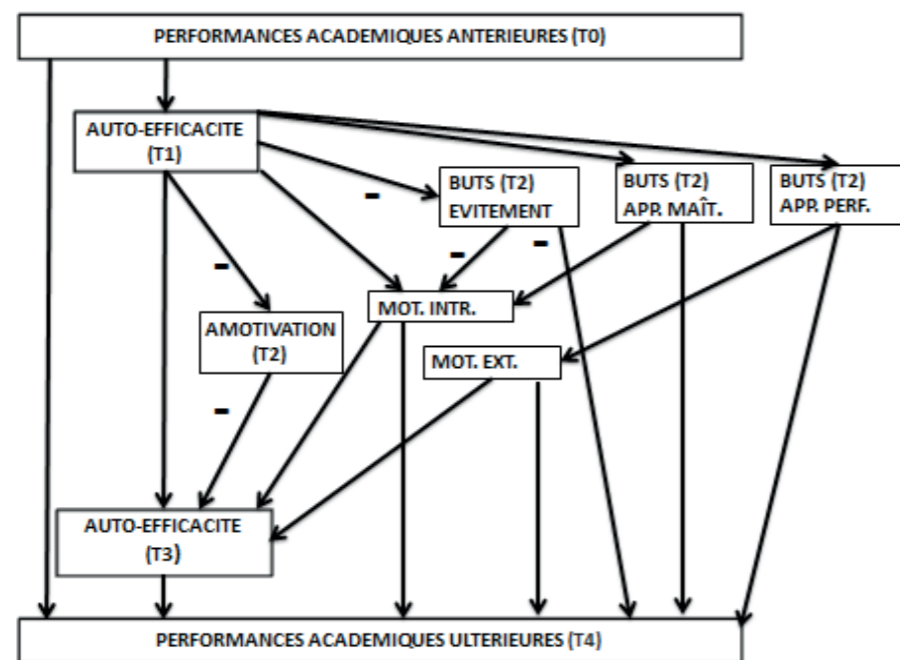 PERFORMANCES ACADEMIQUES ANTERIEURES (T0)
AUTO-EFFICACITE
(T1)
BUTS (T2)
EVITEMENT
BUTS (T2)
APP. MAÎT.
BUTS (T2)
APP. PERF.
-
-
-
-
MOT. INTR.
AMOTIVATION
(T2)
MOT. EXT.
-
AUTO-EFFICACITE
(T3)
PERFORMANCES ACADEMIQUES ULTERIEURES (T4)